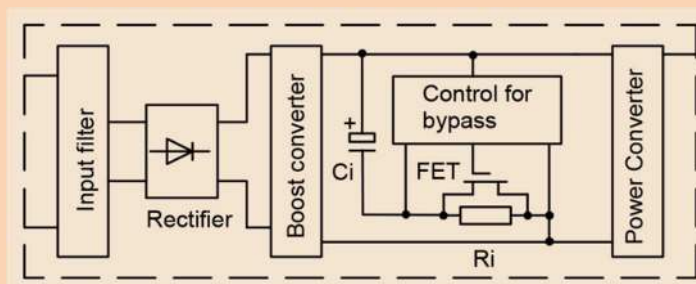 Input filter
Rectifier
Boost converter
+
Ci
Control for
bypass
FET
Ri
Power Converter